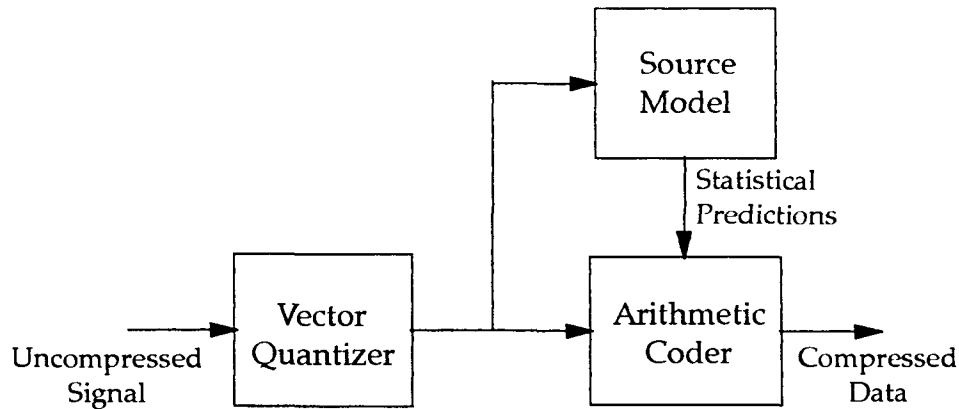 Source
Model
Statistical
Predictions
Vector
Quantizer
Arithmetic
Coder
Uncompressed
Signal
Compressed
Data